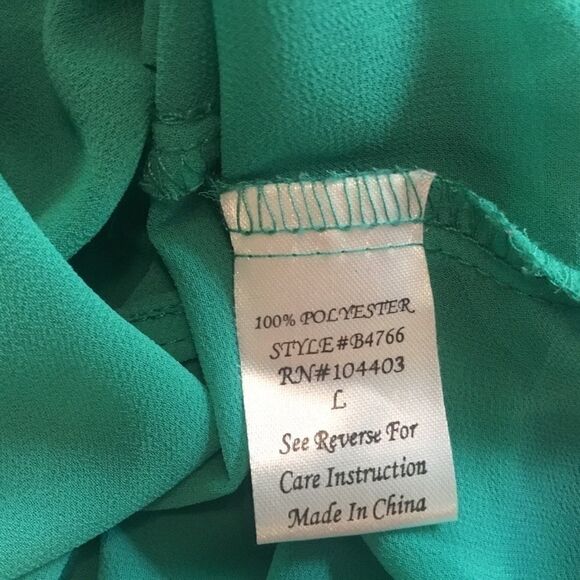 100% POLYESTER
STYLE#B4766
RN#104403
L
See Reverse For
Care Instruction
Made In China